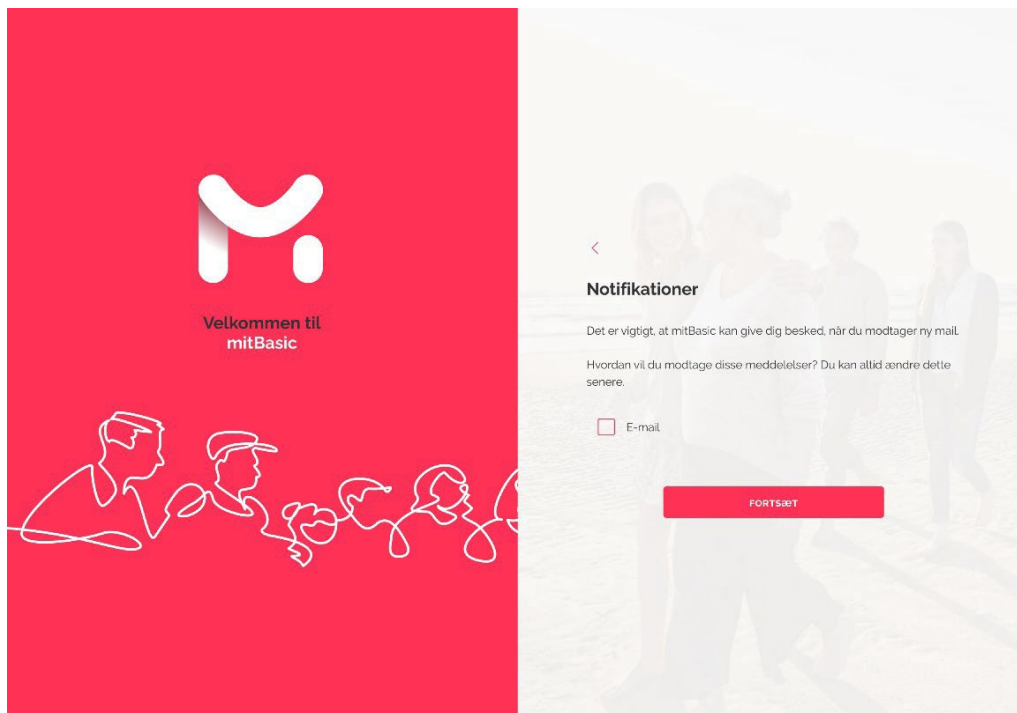 Velkommen til
mitBasic
Notifikationer
Det er vigtigt, at mitBasic kan give dig besked, når du modtager ny mail.
Hvordan vil du modtage disse meddelelser? Du kan altid ændre dette
senere.
E-mail
FORTSÆT